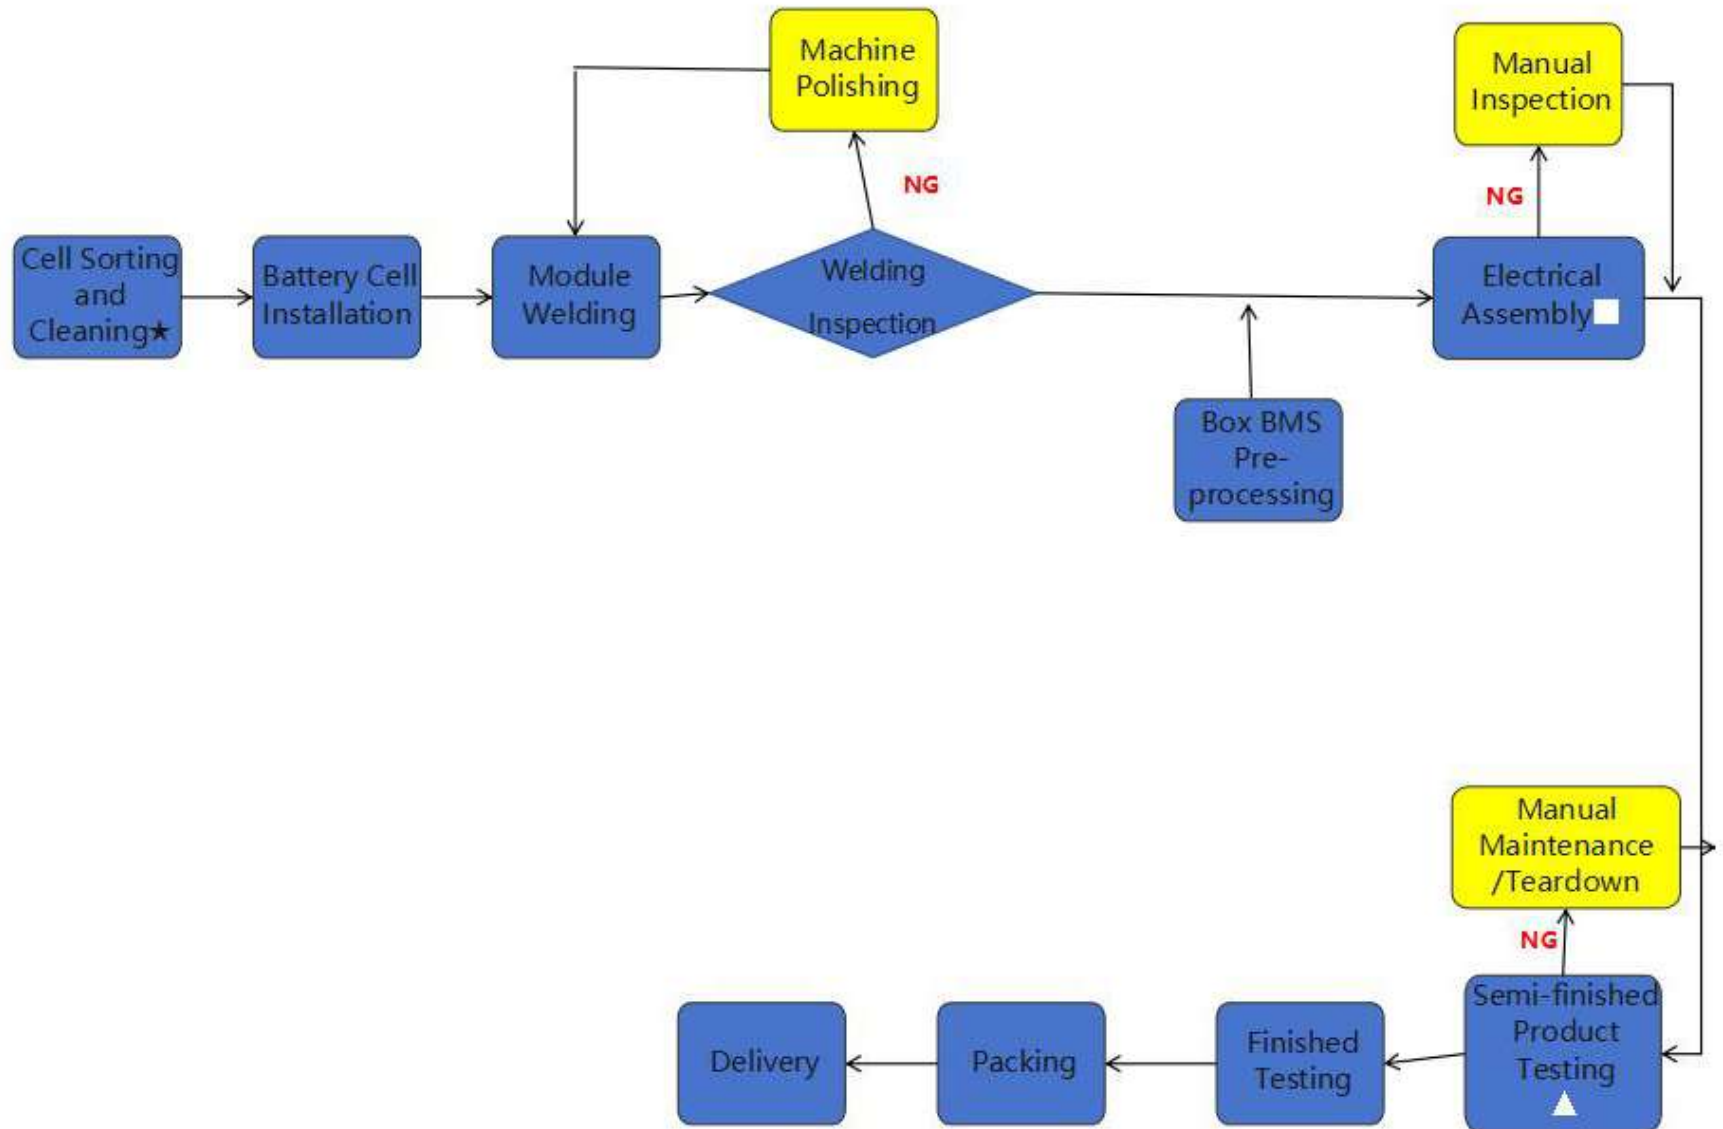 Machine
Polishing
Manual
Inspection
NG
NG
Cell Sorting
and
Cleaning★
Battery Cell
Installation
Module
Welding
Welding
Inspection
Electrical
Assembly
Box BMS
Pre-
processing
Manual
Maintenance
/Teardown
NG
Delivery
Packing
Finished
Testing
Semi-finished
Product
Testing